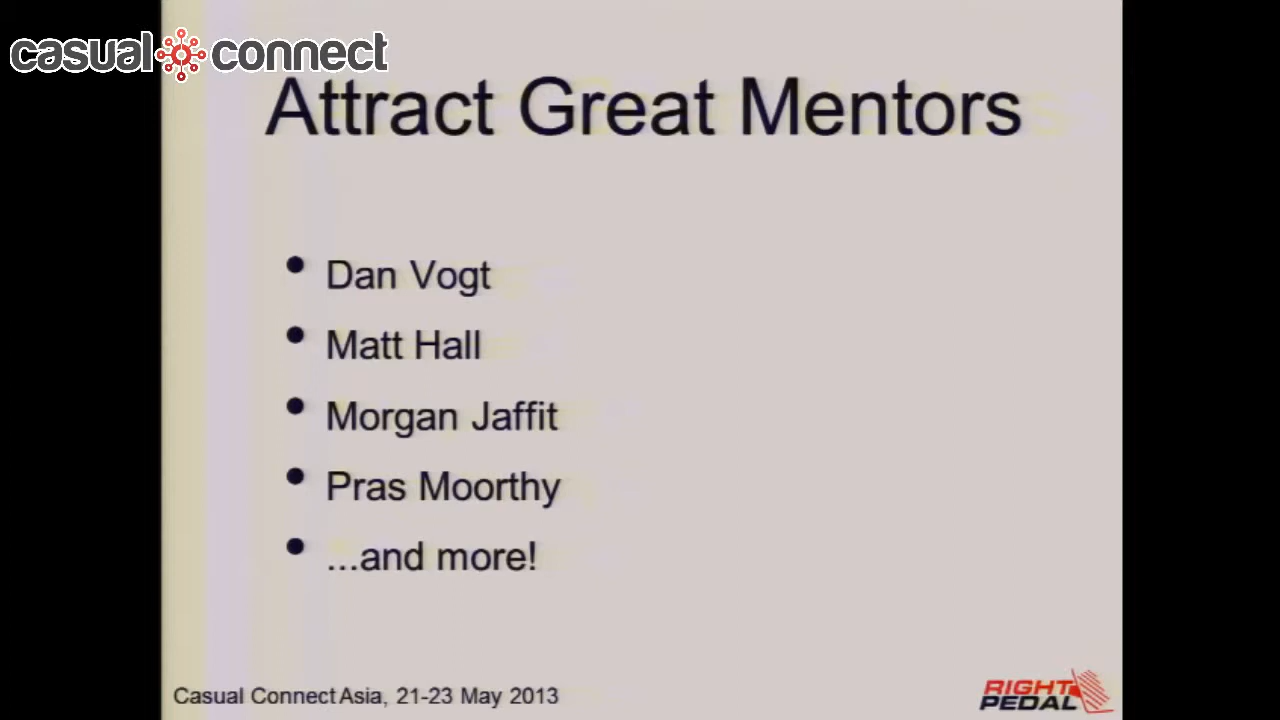 casual connect
Attract Great Mentors
• Dan Vogt
• Matt Hall
• Morgan Jaffit
• Pras Moorthy
• ...and more!
Casual Connect Asia, 21-23 May 2013
RIGHT
PEDAL